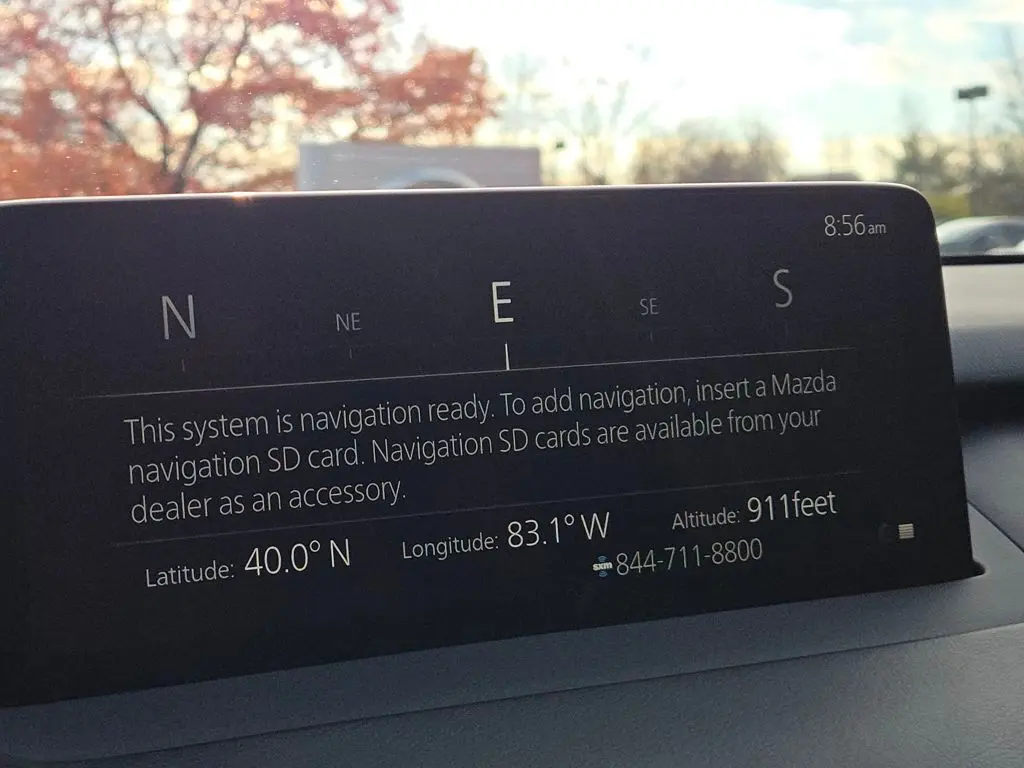 8:56am
N NE E SE S
This system is navigation ready. To add navigation, insert a Mazda
navigation SD card. Navigation SD cards are available from your
dealer as an accessory.
Latitude: 40.0° N Longitude: 83.1° W Altitude: 911feet
sxm 844-711-8800